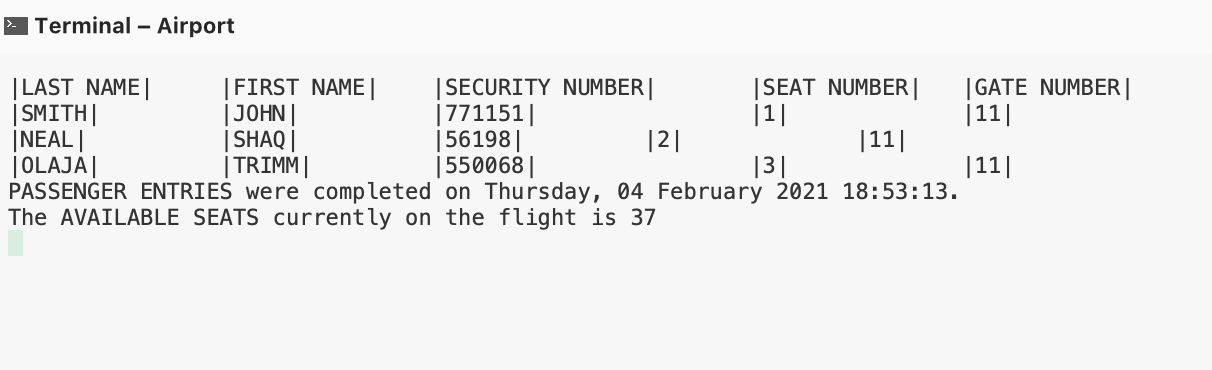 Terminal – Airport
|LAST NAME| |FIRST NAME| |SECURITY NUMBER| |SEAT NUMBER| |GATE NUMBER|
|SMITH| |JOHN| |771151| |1| |11|
|NEAL| |SHAQ| |56198| |2| |11|
|OLAJA| |TRIMM| |550068| |3| |11|
PASSENGER ENTRIES were completed on Thursday, 04 February 2021 18:53:13.
The AVAILABLE SEATS currently on the flight is 37